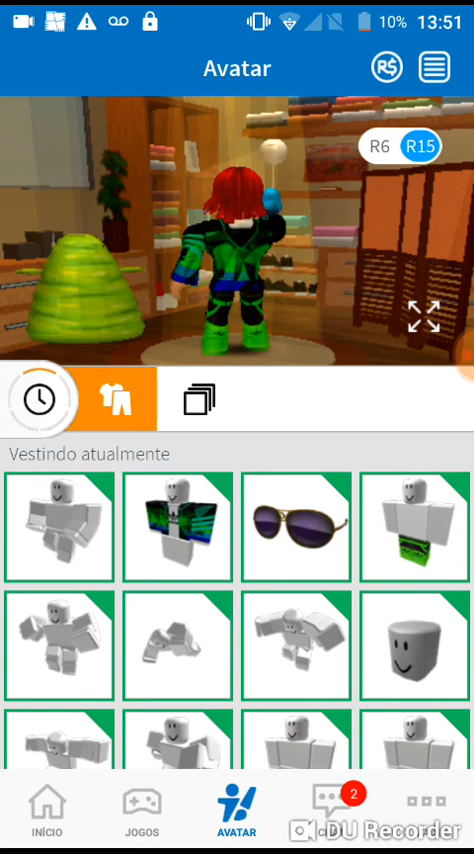 10% 13:51
Avatar
R$
R6 R15
Vestindo atualmente
2
INÍCIO JOGOS AVATAR
DU Recorder